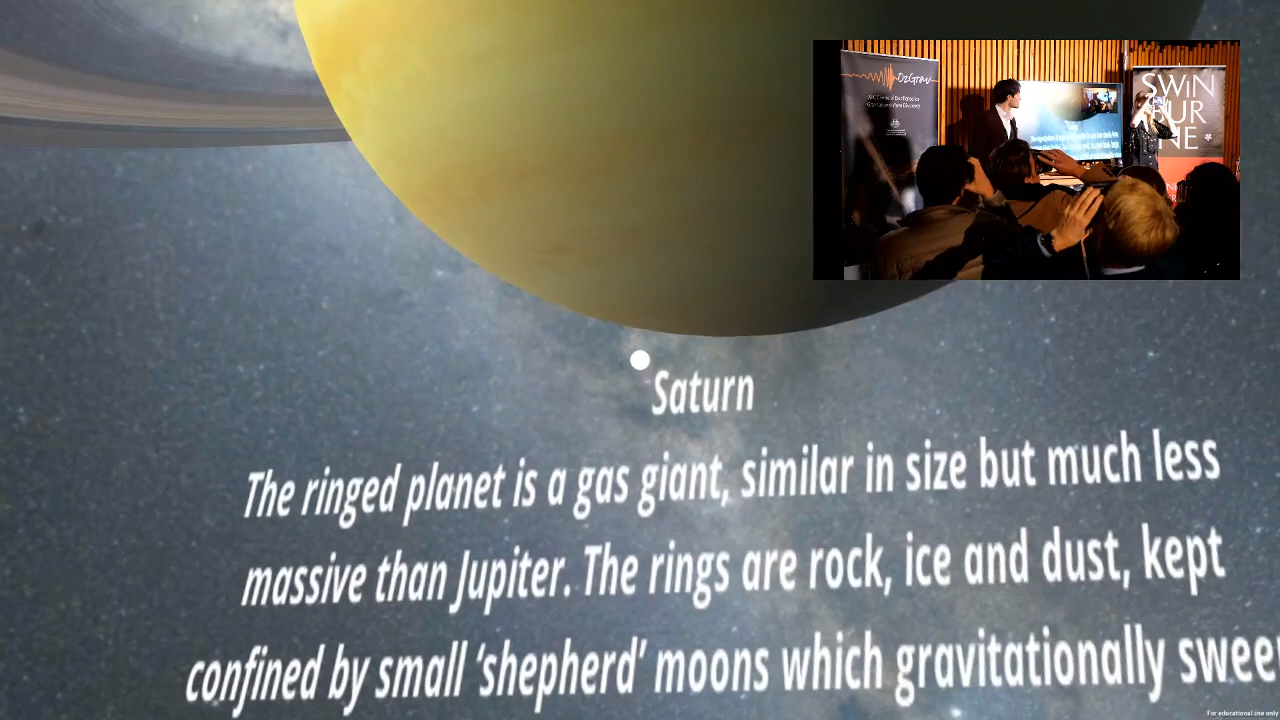 OzGrav
SWiN
BUR
NE
Saturn
The ringed planet is a gas giant, similar in size but much less
massive than Jupiter. The rings are rock, ice and dust, kept
confined by small ‘shepherd’ moons which gravitationally sweep
For educational use only